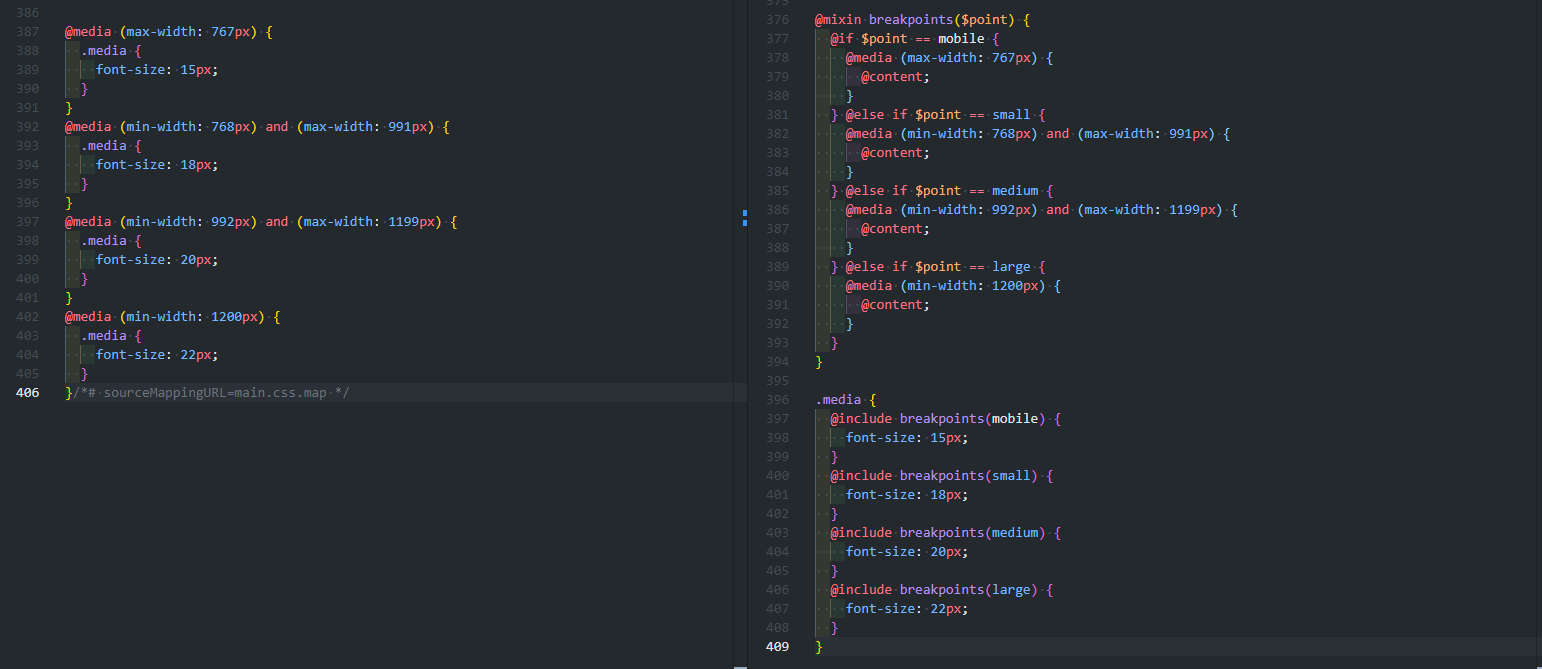 386
387 @media (max-width: 767px) {
388 .media {
389 font-size: 15px;
390 }
391 }
392 @media (min-width: 768px) and (max-width: 991px) {
393 .media {
394 font-size: 18px;
395 }
396 }
397 @media (min-width: 992px) and (max-width: 1199px) {
398 .media {
399 font-size: 20px;
400 }
401 }
402 @media (min-width: 1200px) {
403 .media {
404 font-size: 22px;
405 }
406 }/*# sourceMappingURL=main.css.map */
375
376 @mixin breakpoints($point) {
377 @if $point == mobile {
378 @media (max-width: 767px) {
379 @content;
380 }
381 } @else if $point == small {
382 @media (min-width: 768px) and (max-width: 991px) {
383 @content;
384 }
385 } @else if $point == medium {
386 @media (min-width: 992px) and (max-width: 1199px) {
387 @content;
388 }
389 } @else if $point == large {
390 @media (min-width: 1200px) {
391 @content;
392 }
393 }
394 }
395
396 .media {
397 @include breakpoints(mobile) {
398 font-size: 15px;
399 }
400 @include breakpoints(small) {
401 font-size: 18px;
402 }
403 @include breakpoints(medium) {
404 font-size: 20px;
405 }
406 @include breakpoints(large) {
407 font-size: 22px;
408 }
409 }